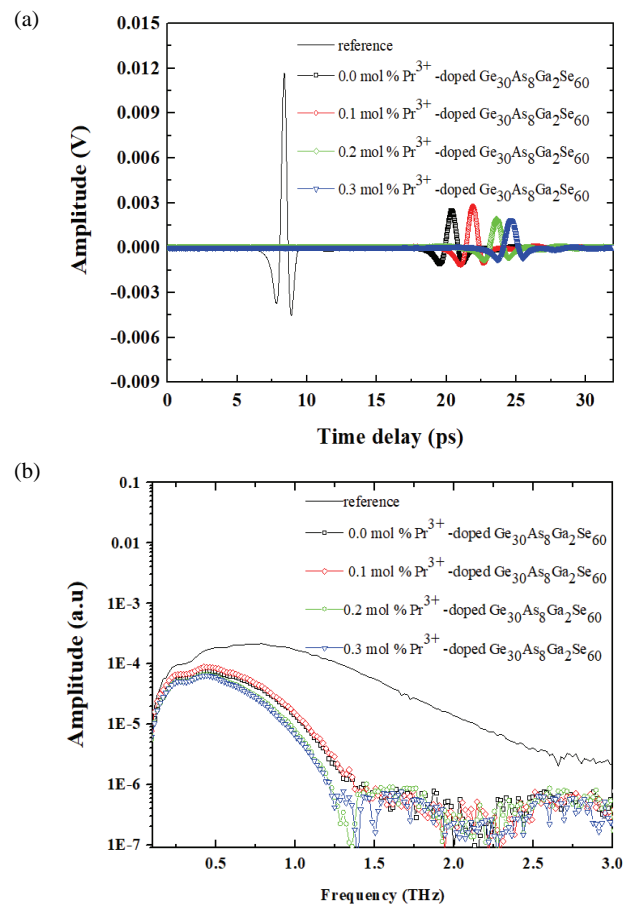 (a)
0.015
0.012
0.009
0.006
0.003
0.000
-0.003
-0.006
-0.009
Amplitude (V)
reference
0.0 mol % Pr3+ -doped Ge30As8Ga2Se60
0.1 mol % Pr3+ -doped Ge30As8Ga2Se60
0.2 mol % Pr3+ -doped Ge30As8Ga2Se60
0.3 mol % Pr3+ -doped Ge30As8Ga2Se60
0 5 10 15 20 25 30
Time delay (ps)
(b)
0.1
0.01
1E-3
1E-4
1E-5
1E-6
1E-7
Amplitude (a.u)
reference
0.0 mol % Pr3+ -doped Ge30As8Ga2Se60
0.1 mol % Pr3+ -doped Ge30As8Ga2Se60
0.2 mol % Pr3+ -doped Ge30As8Ga2Se60
0.3 mol % Pr3+ -doped Ge30As8Ga2Se60
0.5 1.0 1.5 2.0 2.5 3.0
Frequency (THz)